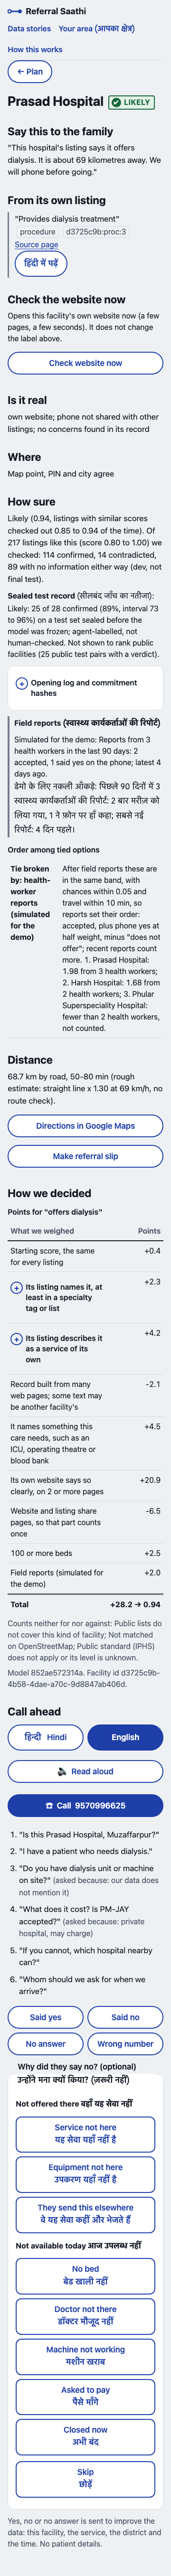 Referral Saathi
Data stories Your area (आपका क्षेत्र)
How this works
← Plan
Prasad Hospital LIKELY
Say this to the family
"This hospital's listing says it offers
dialysis. It is about 69 kilometres away. We
will phone before going."
From its own listing
"Provides dialysis treatment"
procedure d3725c9b:proc:3
Source page
हिंदी में पढ़ें
Check the website now
Opens this facility's own website now (a few
pages, a few seconds). It does not change
the label above.
Check website now
Is it real
own website; phone not shared with other
listings; no concerns found in its record
Where
Map point, PIN and city agree
How sure
Likely (0.94, listings with similar scores
checked out 0.85 to 0.94 of the time). Of
217 listings like this (score 0.80 to 1.00) we
checked: 114 confirmed, 14 contradicted,
89 with no information either way (dev, not
final test).
Sealed test record (सीलबंद जाँच का नतीजा):
Likely: 25 of 28 confirmed (89%, interval 73
to 96%) on a test set sealed before the
model was frozen; agent-labelled, not
human-checked. Not shown to rank public
facilities (25 public test pairs with a verdict).
+ Opening log and commitment
hashes
Field reports (स्वास्थ्य कार्यकर्ताओं की रिपोर्ट)
Simulated for the demo: Reports from 3
health workers in the last 90 days: 2
accepted, 1 said yes on the phone; latest 4
days ago.
डेमो के लिए नकली आँकड़े: पिछले 90 दिनों में 3
स्वास्थ्य कार्यकर्ताओं की रिपोर्ट: 2 बार मरीज़ को
लिया गया, 1 ने फ़ोन पर हाँ कहा; सबसे नई
रिपोर्ट: 4 दिन पहले।
Order among tied options
Tie broken
by: health-
worker
reports
(simulated
for the
demo)
After field reports these are
in the same band, with
chances within 0.05 and
travel within 10 min, so
reports set their order:
accepted, plus phone yes at
half weight, minus "does not
offer"; recent reports count
more. 1. Prasad Hospital:
1.98 from 3 health workers;
2. Harsh Hospital: 1.68 from
2 health workers; 3. Phular
Superspeciality Hospital:
fewer than 2 health workers,
not counted.
Distance
68.7 km by road, 50-80 min (rough
estimate: straight line x 1.30 at 69 km/h, no
route check).
Directions in Google Maps
Make referral slip
How we decided
Points for "offers dialysis"
What we weighed Points
Starting score, the same
for every listing +0.4
+ Its listing names it, at
least in a specialty
tag or list +2.3
+ Its listing describes it
as a service of its
own +4.2
Record built from many
web pages; some text may
be another facility's -2.1
It names something this
care needs, such as an
ICU, operating theatre or
blood bank +4.5
Its own website says so
clearly, on 2 or more pages +20.9
Website and listing share
pages, so that part counts
once -6.5
100 or more beds +2.5
Field reports (simulated for
the demo) +2.0
Total +28.2 → 0.94
Counts neither for nor against: Public lists do
not cover this kind of facility; Not matched
on OpenStreetMap; Public standard (IPHS)
does not apply or its level is unknown.
Model 852ae572314a. Facility id d3725c9b-
4b58-4dae-a70c-9d8847ab406d.
Call ahead
हिन्दी Hindi English
Read aloud
Call 9570996625
1. "Is this Prasad Hospital, Muzaffarpur?"
2. "I have a patient who needs dialysis."
3. "Do you have dialysis unit or machine
on site?" (asked because: our data does
not mention it)
4. "What does it cost? Is PM-JAY
accepted?" (asked because: private
hospital, may charge)
5. "If you cannot, which hospital nearby
can?"
6. "Whom should we ask for when we
arrive?"
Said yes Said no
No answer Wrong number
Why did they say no? (optional)
उन्होंने मना क्यों किया? (ज़रूरी नहीं)
Not offered there वहाँ यह सेवा नहीं
Service not here
यह सेवा यहाँ नहीं है
Equipment not here
उपकरण यहाँ नहीं है
They send this elsewhere
वे यह सेवा कहीं और भेजते हैं
Not available today आज उपलब्ध नहीं
No bed
बेड खाली नहीं
Doctor not there
डॉक्टर मौजूद नहीं
Machine not working
मशीन खराब
Asked to pay
पैसे माँगे
Closed now
अभी बंद
Skip
छोड़ें
Yes, no or no answer is sent to improve the
data: this facility, the service, the district and
the time. No patient details.